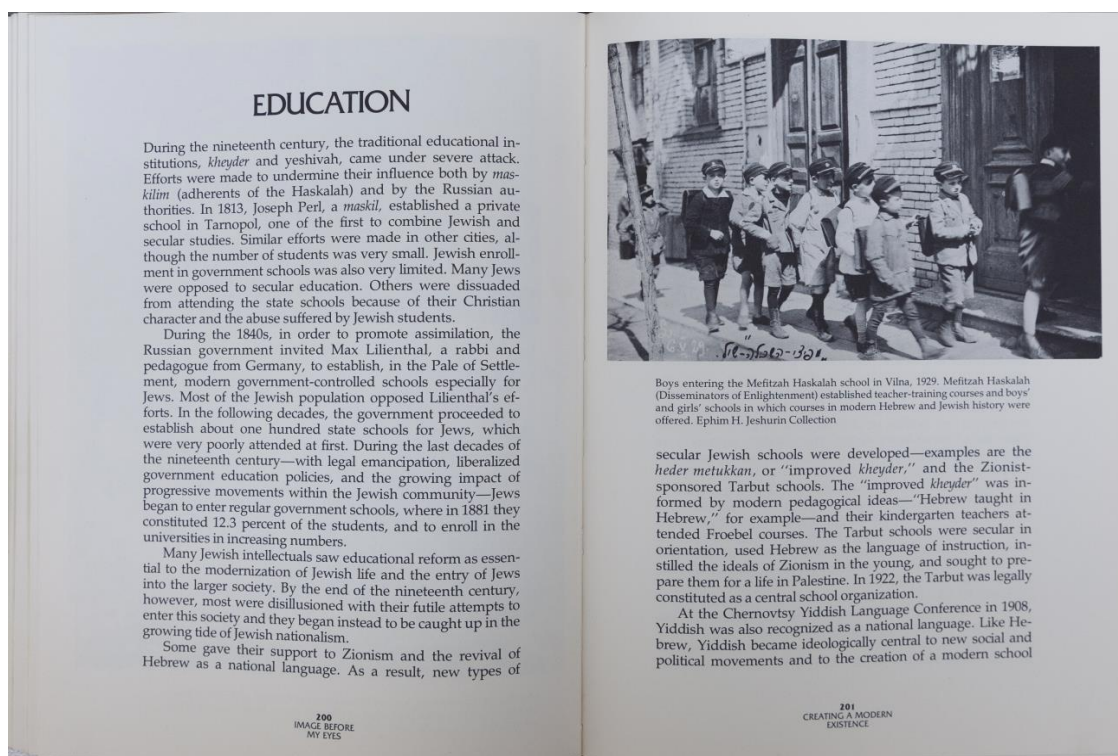 EDUCATION
During the nineteenth century, the traditional educational in-
stitutions, kheyder and yeshivah, came under severe attack.
Efforts were made to undermine their influence both by mas-
kilim (adherents of the Haskalah) and by the Russian au-
thorities. In 1813, Joseph Perl, a maskil, established a private
school in Tarnopol, one of the first to combine Jewish and
secular studies. Similar efforts were made in other cities, al-
though the number of students was very small. Jewish enroll-
ment in government schools was also very limited. Many Jews
were opposed to secular education. Others were dissuaded
from attending the state schools because of their Christian
character and the abuse suffered by Jewish students.
During the 1840s, in order to promote assimilation, the
Russian government invited Max Lilienthal, a rabbi and
pedagogue from Germany, to establish, in the Pale of Settle-
ment, modern government-controlled schools especially for
Jews. Most of the Jewish population opposed Lilienthal's ef-
forts. In the following decades, the government proceeded to
establish about one hundred state schools for Jews, which
were very poorly attended at first. During the last decades of
the nineteenth century—with legal emancipation, liberalized
government education policies, and the growing impact of
progressive movements within the Jewish community—Jews
began to enter regular government schools, where in 1881 they
constituted 12.3 percent of the students, and to enroll in the
universities in increasing numbers.
Many Jewish intellectuals saw educational reform as essen-
tial to the modernization of Jewish life and the entry of Jews
into the larger society. By the end of the nineteenth century,
however, most were disillusioned with their futile attempts to
enter this society and they began instead to be caught up in the
growing tide of Jewish nationalism.
Some gave their support to Zionism and the revival of
Hebrew as a national language. As a result, new types of
200
IMAGE BEFORE
MY EYES
מפיצי-השכלה-שול.
Boys entering the Mefitzah Haskalah school in Vilna, 1929. Mefitzah Haskalah
(Disseminators of Enlightenment) established teacher-training courses and boys'
and girls' schools in which courses in modern Hebrew and Jewish history were
offered. Ephim H. Jeshurin Collection
secular Jewish schools were developed—examples are the
heder metukkan, or "improved kheyder," and the Zionist-
sponsored Tarbut schools. The "improved kheyder" was in-
formed by modern pedagogical ideas—"Hebrew taught in
Hebrew," for example—and their kindergarten teachers at-
tended Froebel courses. The Tarbut schools were secular in
orientation, used Hebrew as the language of instruction, in-
stilled the ideals of Zionism in the young, and sought to pre-
pare them for a life in Palestine. In 1922, the Tarbut was legally
constituted as a central school organization.
At the Chernovtsy Yiddish Language Conference in 1908,
Yiddish was also recognized as a national language. Like He-
brew, Yiddish became ideologically central to new social and
political movements and to the creation of a modern school
201
CREATING A MODERN
EXISTENCE